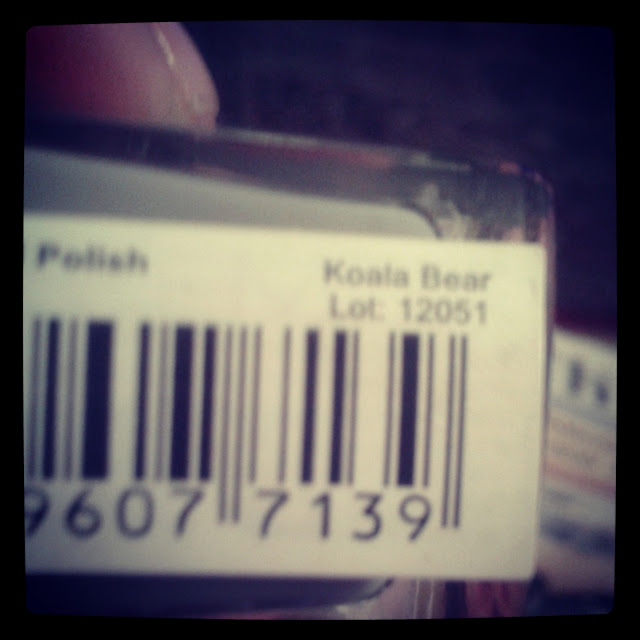 Polish
Koala Bear
Lot: 12051
9607 7139